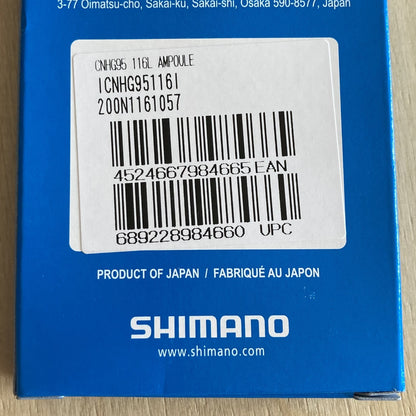 3-77 Oimatsu-cho, Sakai-ku, Sakai-shi, Osaka 590-8577, Japan
CNHG95 116L AMPOULE
ICNHG95116I
200N1161057
4524667984665 EAN
689228984660 UPC
PRODUCT OF JAPAN / FABRIQUÉ AU JAPON
SHIMANO
www.shimano.com